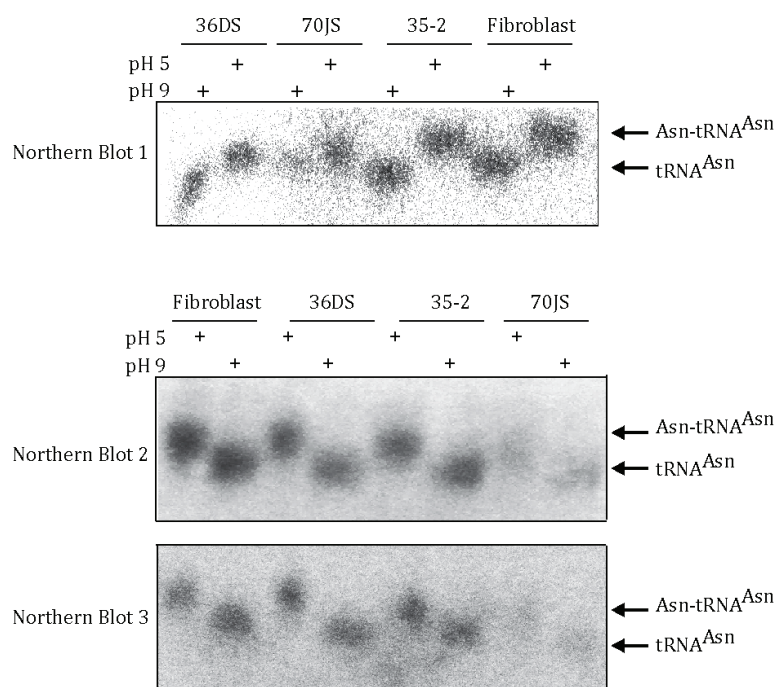 36DS 70JS 35-2 Fibroblast
pH 5 + + + +
pH 9 + + + +
Northern Blot 1
Asn-tRNAAsn
tRNAAsn
Fibroblast 36DS 35-2 70JS
pH 5 + + + +
pH 9 + + + +
Northern Blot 2
Asn-tRNAAsn
tRNAAsn
Northern Blot 3
Asn-tRNAAsn
tRNAAsn